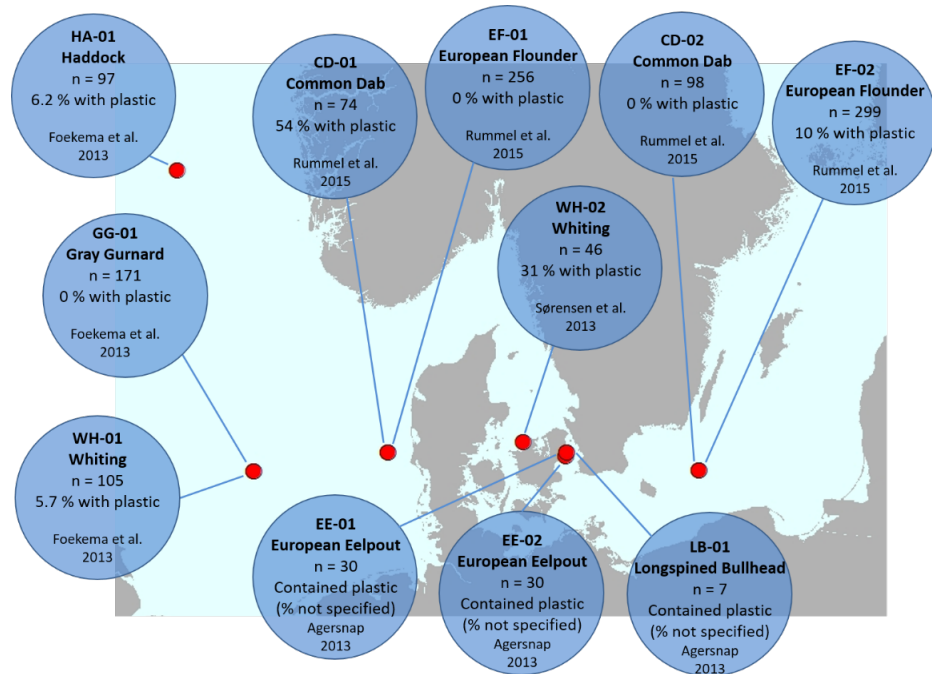 HA-01
Haddock
n = 97
6.2 % with plastic
Foekema et al.
2013
CD-01
Common Dab
n = 74
54 % with plastic
Rummel et al.
2015
EF-01
European Flounder
n = 256
0 % with plastic
Rummel et al.
2015
CD-02
Common Dab
n = 98
0 % with plastic
Rummel et al.
2015
EF-02
European Flounder
n = 299
10 % with plastic
Rummel et al.
2015
GG-01
Gray Gurnard
n = 171
0 % with plastic
Foekema et al.
2013
WH-02
Whiting
n = 46
31 % with plastic
Sørensen et al.
2013
WH-01
Whiting
n = 105
5.7 % with plastic
Foekema et al.
2013
EE-01
European Eelpout
n = 30
Contained plastic
(% not specified)
Agersnap
2013
EE-02
European Eelpout
n = 30
Contained plastic
(% not specified)
Agersnap
2013
LB-01
Longspined Bullhead
n = 7
Contained plastic
(% not specified)
Agersnap
2013